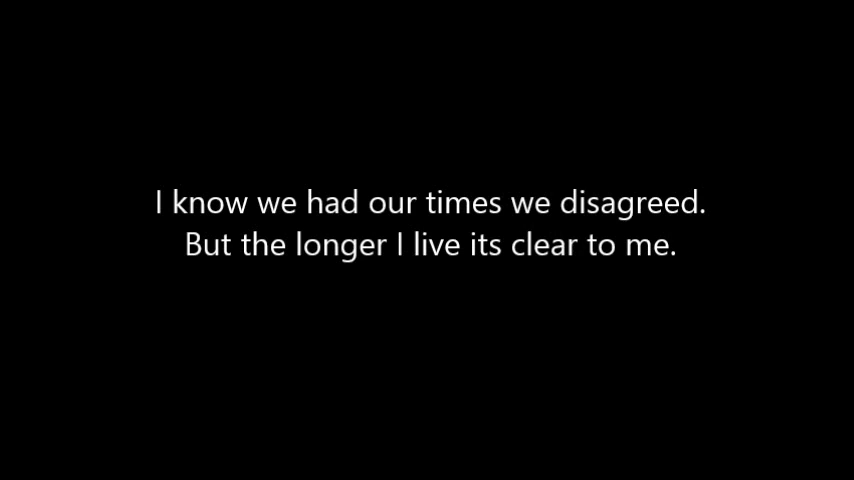 I know we had our times we disagreed.
But the longer I live its clear to me.